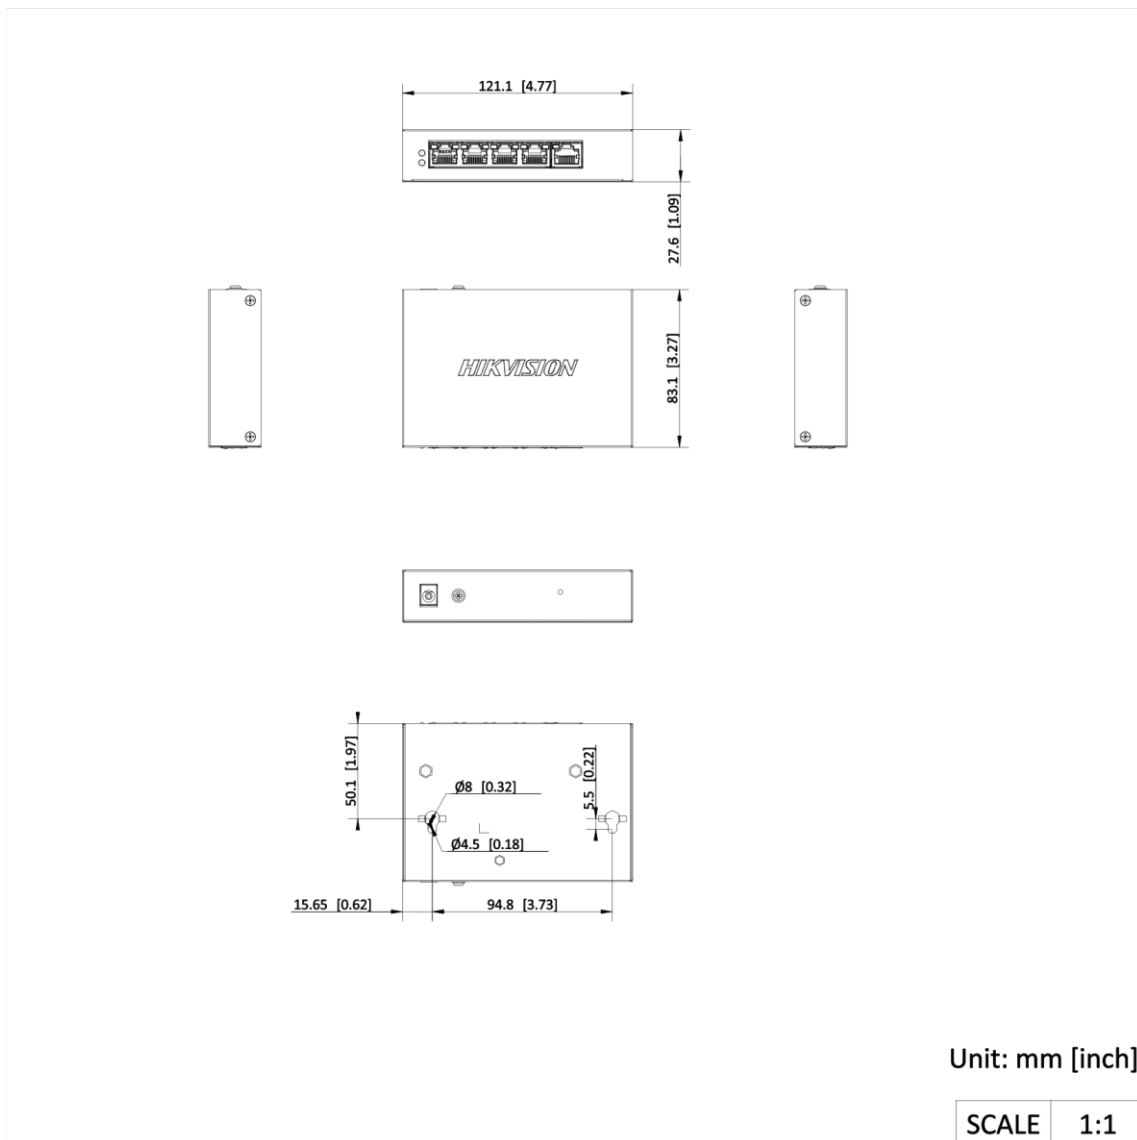 121.1 [4.77]
27.6 [1.09]
HIKVISION
83.1 [3.27]
50.1 [1.97]
Ø8 [0.32]
5.5 [0.22]
Ø4.5 [0.18]
15.65 [0.62]
94.8 [3.73]
Unit: mm [inch]
SCALE 1:1